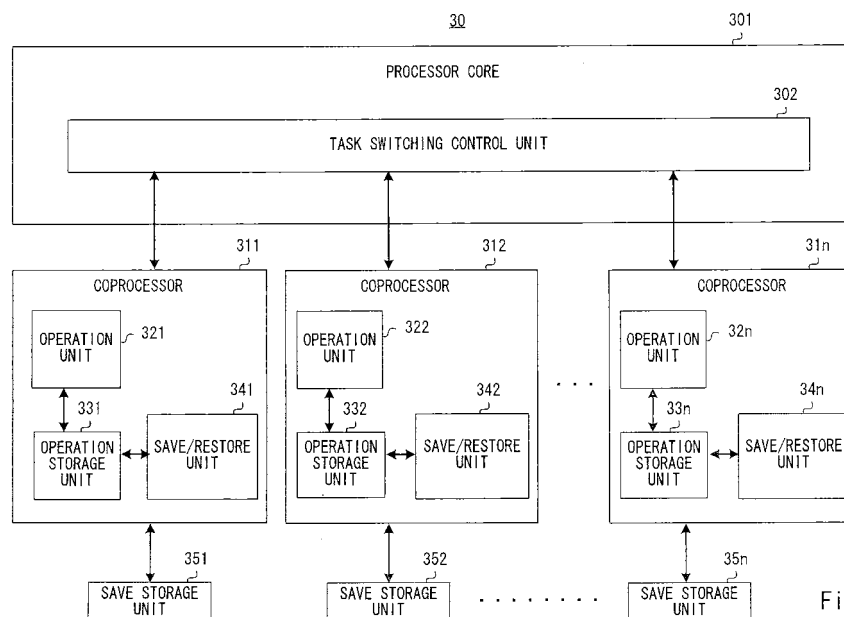 30
301
PROCESSOR CORE
302
TASK SWITCHING CONTROL UNIT
311
COPROCESSOR
321
OPERATION
UNIT
331
OPERATION
STORAGE
UNIT
341
SAVE/RESTORE
UNIT
312
COPROCESSOR
322
OPERATION
UNIT
332
OPERATION
STORAGE
UNIT
342
SAVE/RESTORE
UNIT
. . . .
31n
COPROCESSOR
32n
OPERATION
UNIT
33n
OPERATION
STORAGE
UNIT
34n
SAVE/RESTORE
UNIT
351
SAVE STORAGE
UNIT
352
SAVE STORAGE
UNIT
. . . . . . . .
35n
SAVE STORAGE
UNIT
Fi